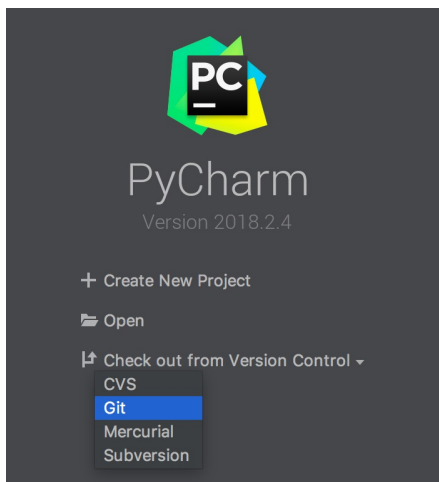 PC
PyCharm
Version 2018.2.4
Create New Project
Open
Check out from Version Control
CVS
Git
Mercurial
Subversion